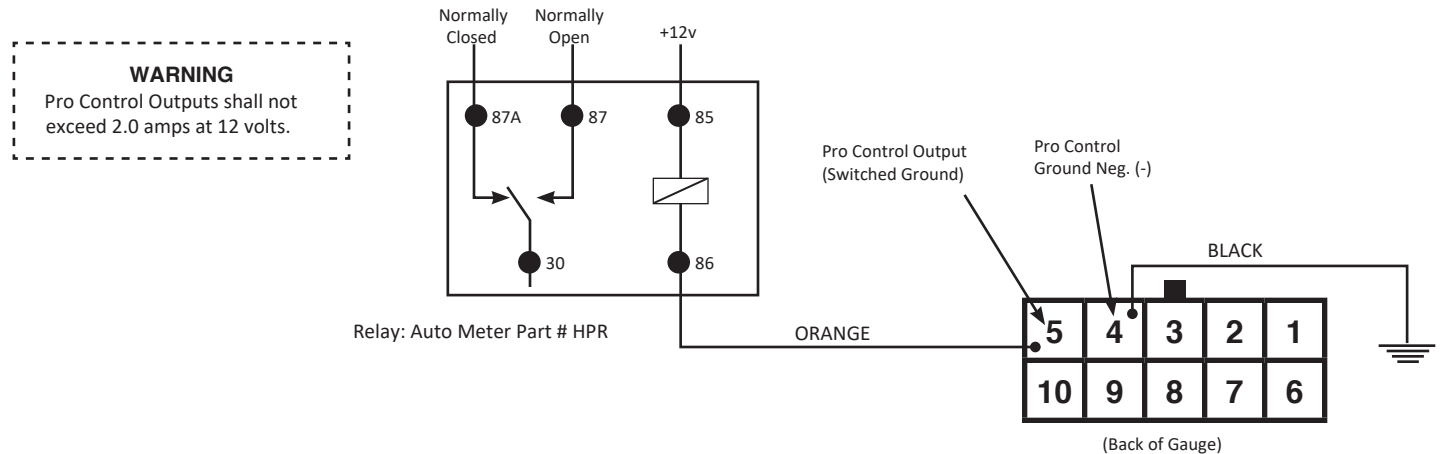 WARNING
Pro Control Outputs shall not
exceed 2.0 amps at 12 volts.
Normally
Closed
Normally
Open
+12v
87A
87
85
30
86
Relay: Auto Meter Part # HPR
ORANGE
Pro Control Output
(Switched Ground)
Pro Control
Ground Neg. (-)
BLACK
5 4 3 2 1
10 9 8 7 6
(Back of Gauge)